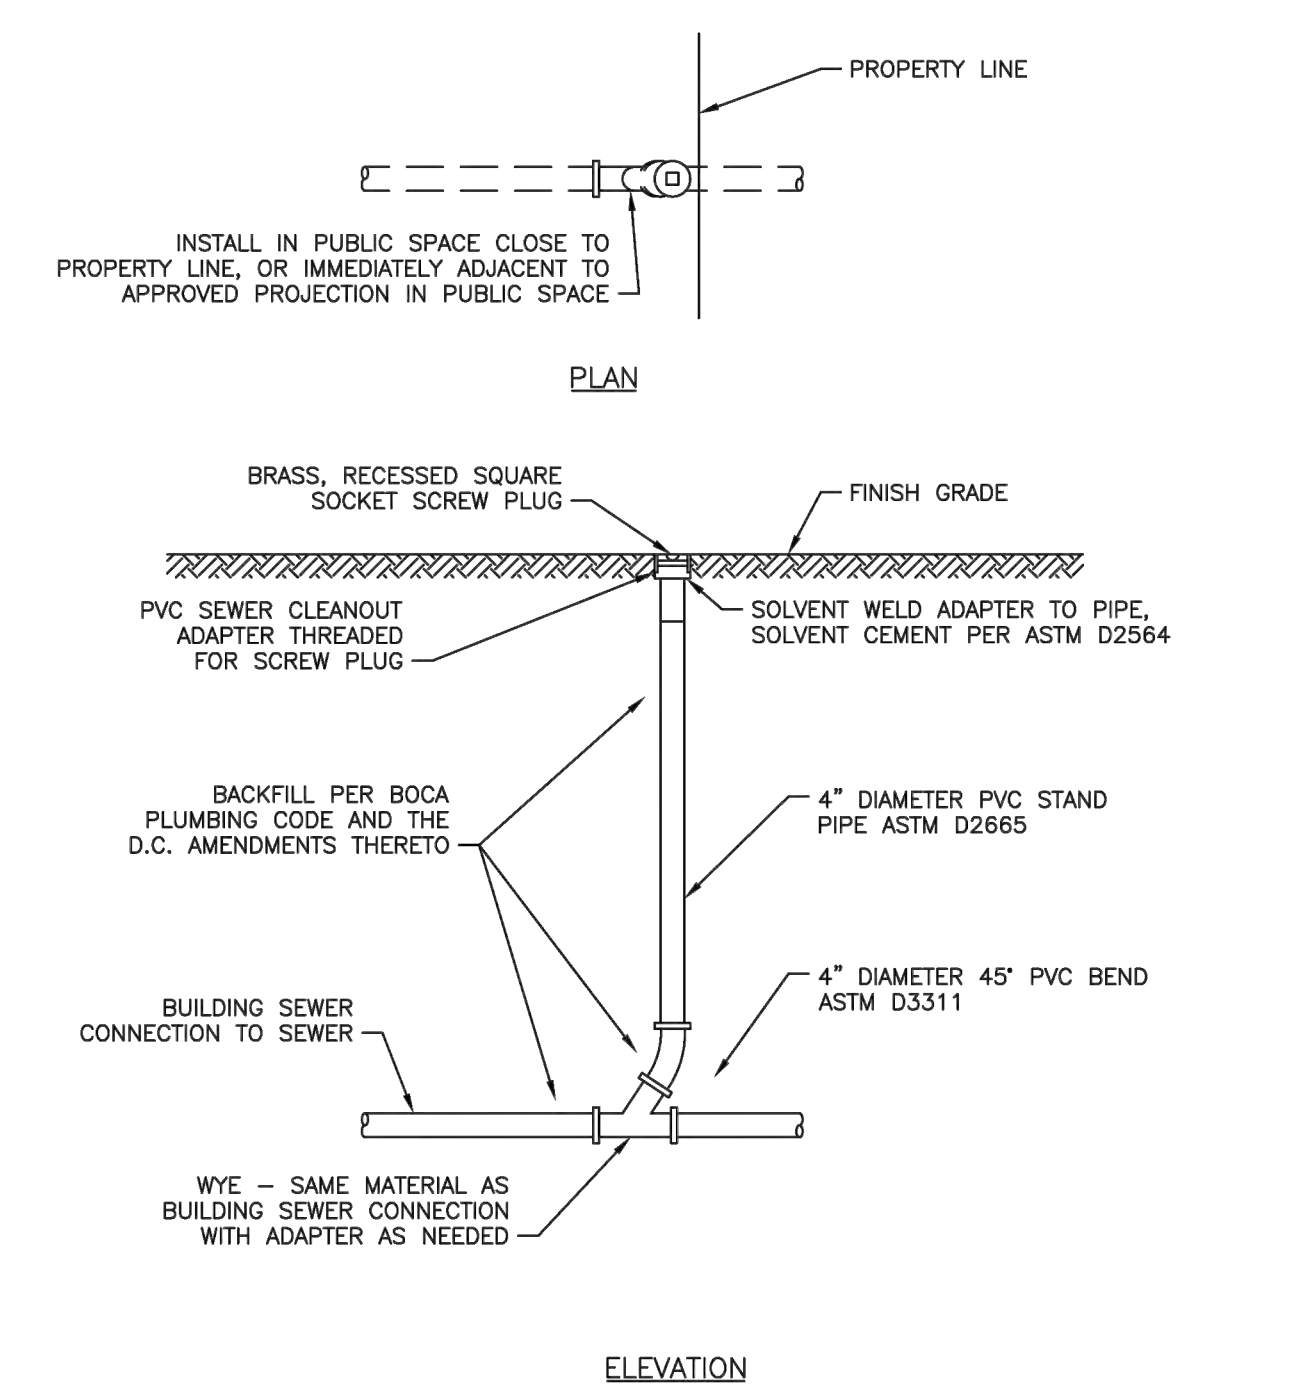 PROPERTY LINE
INSTALL IN PUBLIC SPACE CLOSE TO
PROPERTY LINE, OR IMMEDIATELY ADJACENT TO
APPROVED PROJECTION IN PUBLIC SPACE
PLAN
BRASS, RECESSED SQUARE
SOCKET SCREW PLUG
FINISH GRADE
PVC SEWER CLEANOUT
ADAPTER THREADED
FOR SCREW PLUG
SOLVENT WELD ADAPTER TO PIPE,
SOLVENT CEMENT PER ASTM D2564
BACKFILL PER BOCA
PLUMBING CODE AND THE
D.C. AMENDMENTS THERETO
4" DIAMETER PVC STAND
PIPE ASTM D2665
4" DIAMETER 45° PVC BEND
ASTM D3311
BUILDING SEWER
CONNECTION TO SEWER
WYE – SAME MATERIAL AS
BUILDING SEWER CONNECTION
WITH ADAPTER AS NEEDED
ELEVATION